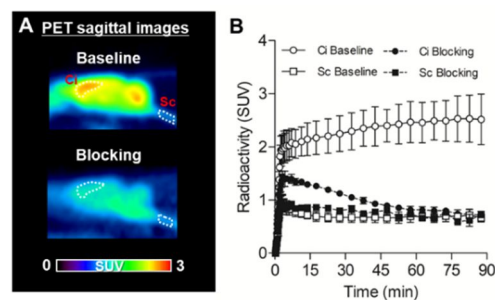 A PET sagittal images
Baseline
Ci
Sc
Blocking
0 SUV 3
B
Ci Baseline Ci Blocking
Sc Baseline Sc Blocking
Radioactivity (SUV)
4
3
2
1
0
0 15 30 45 60 75 90
Time (min)